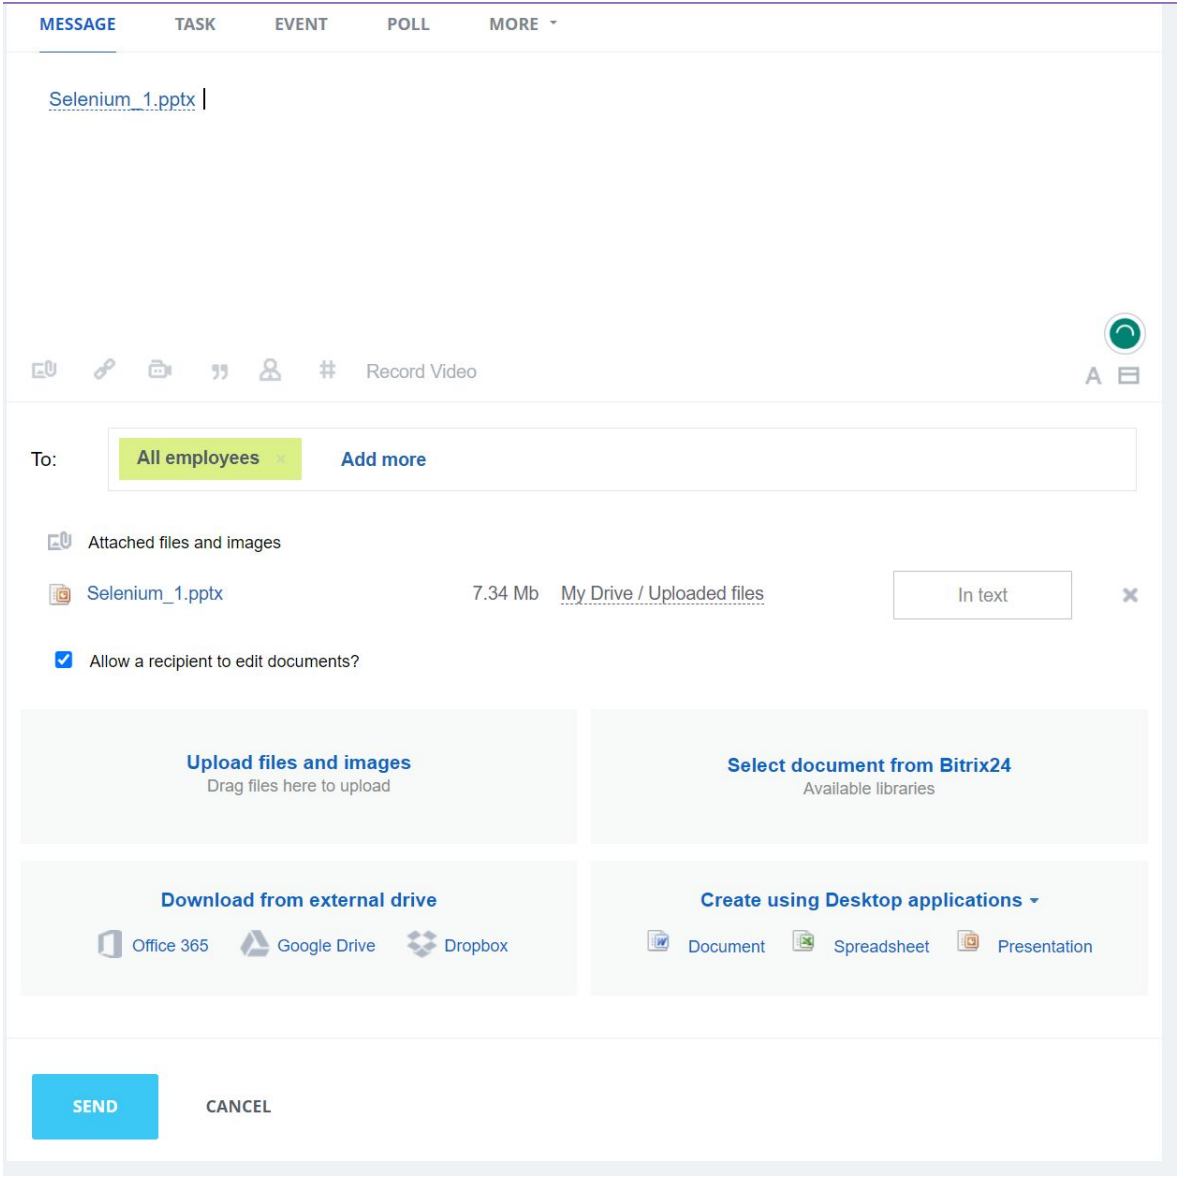 MESSAGE TASK EVENT POLL MORE
Selenium_1.pptx
Record Video
A
To: All employees × Add more
Attached files and images
Selenium_1.pptx 7.34 Mb My Drive / Uploaded files In text
Allow a recipient to edit documents?
Upload files and images
Drag files here to upload
Select document from Bitrix24
Available libraries
Download from external drive
Office 365 Google Drive Dropbox
Create using Desktop applications
Document Spreadsheet Presentation
SEND CANCEL